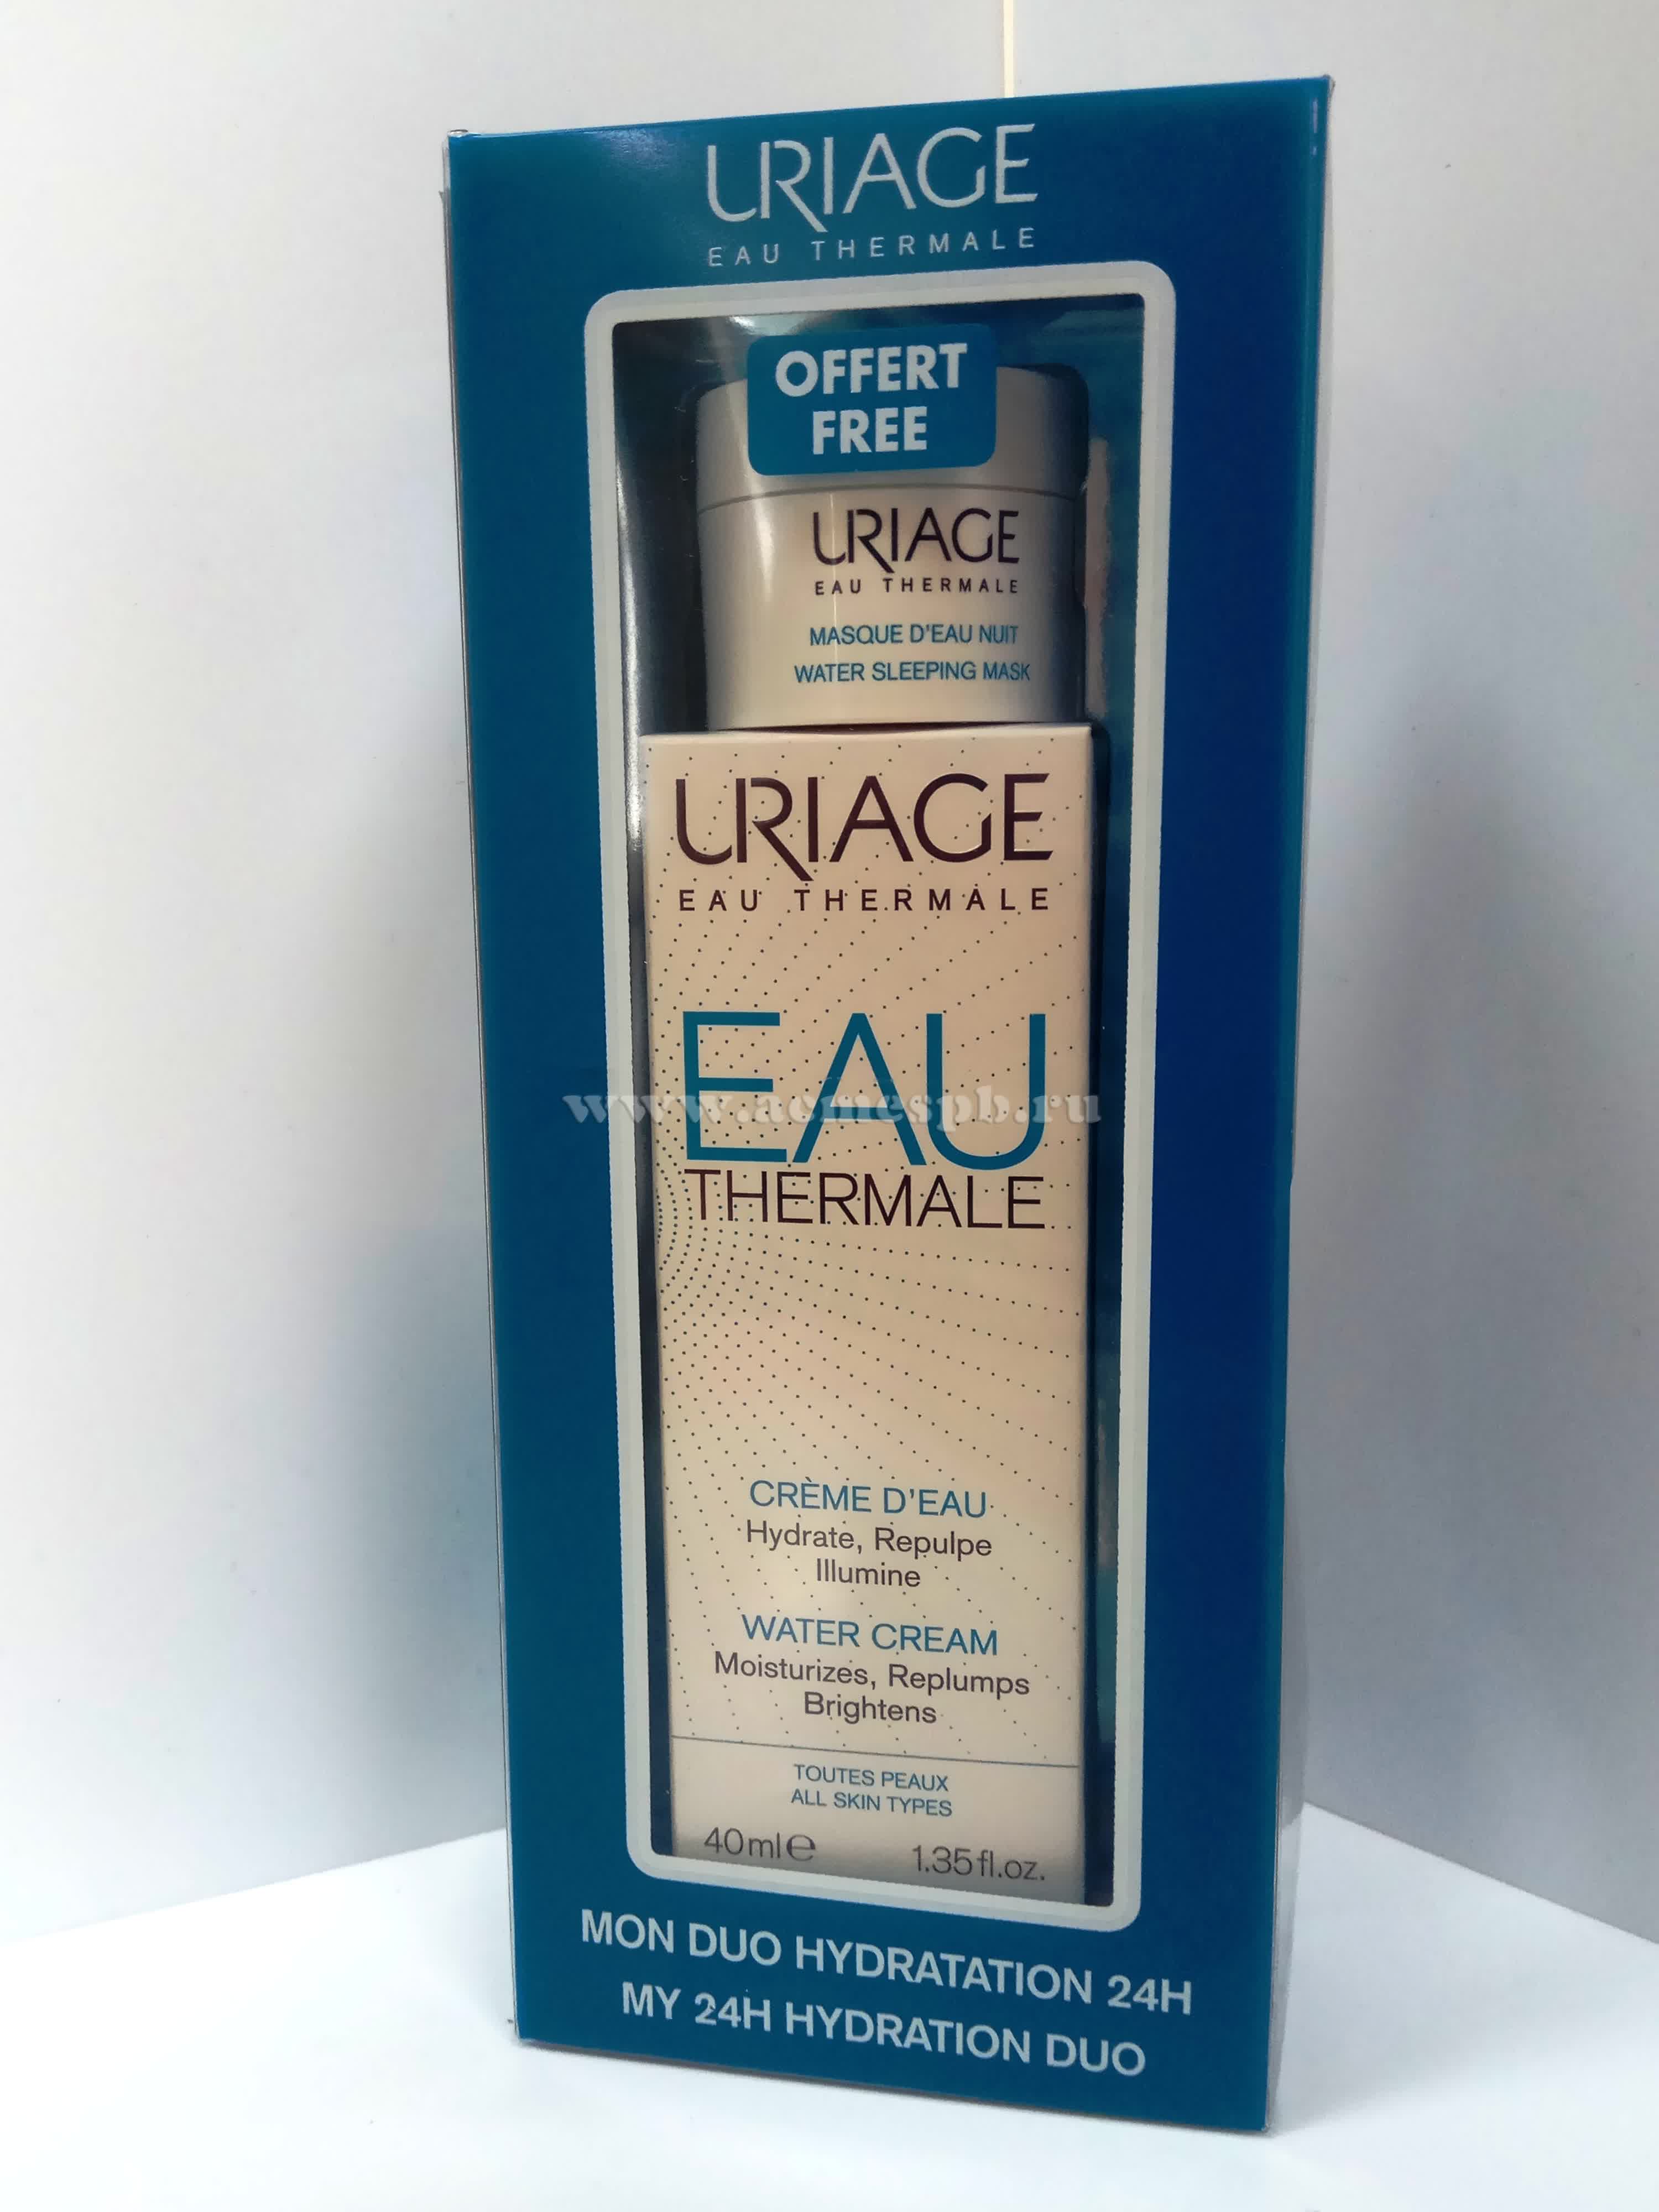 URIAGE
EAU THERMALE
OFFERT
FREE
URIAGE
EAU THERMALE
MASQUE D'EAU NUIT
WATER SLEEPING MASK
URIAGE
EAU THERMALE
EAU
www.acmespb.ru
THERMALE
CRÈME D'EAU
Hydrate, Repulpe
Illumine
WATER CREAM
Moisturizes, Replumps
Brightens
TOUTES PEAUX
ALL SKIN TYPES
40ml℮ 1.35fl.oz.
MON DUO HYDRATATION 24H
MY 24H HYDRATION DUO